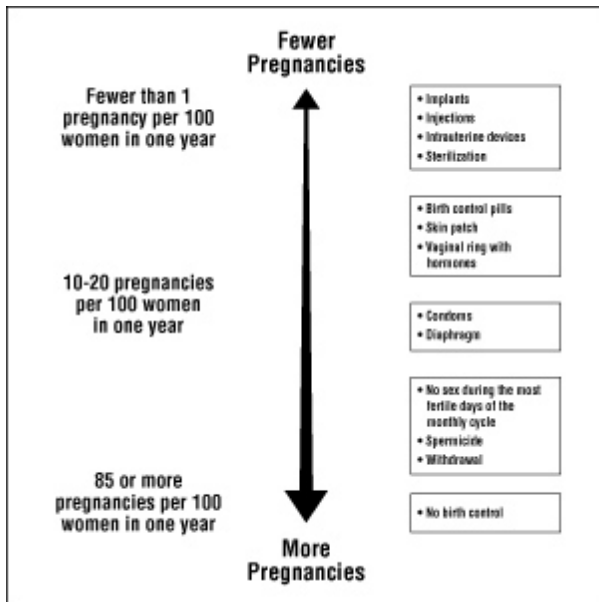 Fewer
Pregnancies
Fewer than 1
pregnancy per 100
women in one year
• Implants
• Injections
• Intrauterine devices
• Sterilization
• Birth control pills
• Skin patch
• Vaginal ring with
hormones
10-20 pregnancies
per 100 women
in one year
• Condoms
• Diaphragm
• No sex during the most
fertile days of the
monthly cycle
• Spermicide
• Withdrawal
85 or more
pregnancies per 100
women in one year
• No birth control
More
Pregnancies